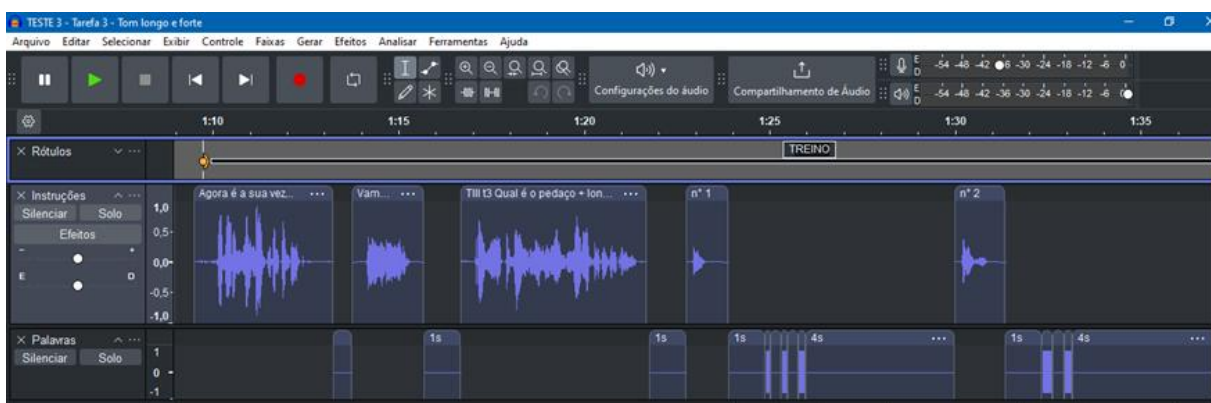 TESTE 3 - Tarefa 3 - Tom longo e forte
Arquivo Editar Selecionar Exibir Controle Faixas Gerar Efeitos Analisar Ferramentas Ajuda
Configurações do áudio
Compartilhamento de Áudio
E
D
-54 -48 -42 -30 -24 -18 -12 -6 0
E
D
-54 -48 -42 -36 -30 -24 -18 -12 -6
1:10 1:15 1:20 1:25 1:30 1:35
Rótulos
TREINO
Instruções
Silenciar Solo
Efeitos
- +
E D
1,0
0,5
0,0
-0,5
-1,0
Agora é a sua vez...
Vam...
TIII t3 Qual é o pedaço + lon...
n° 1
n° 2
Palavras
Silenciar Solo
1
0
-1
1s 1s 1s 4s 1s 4s